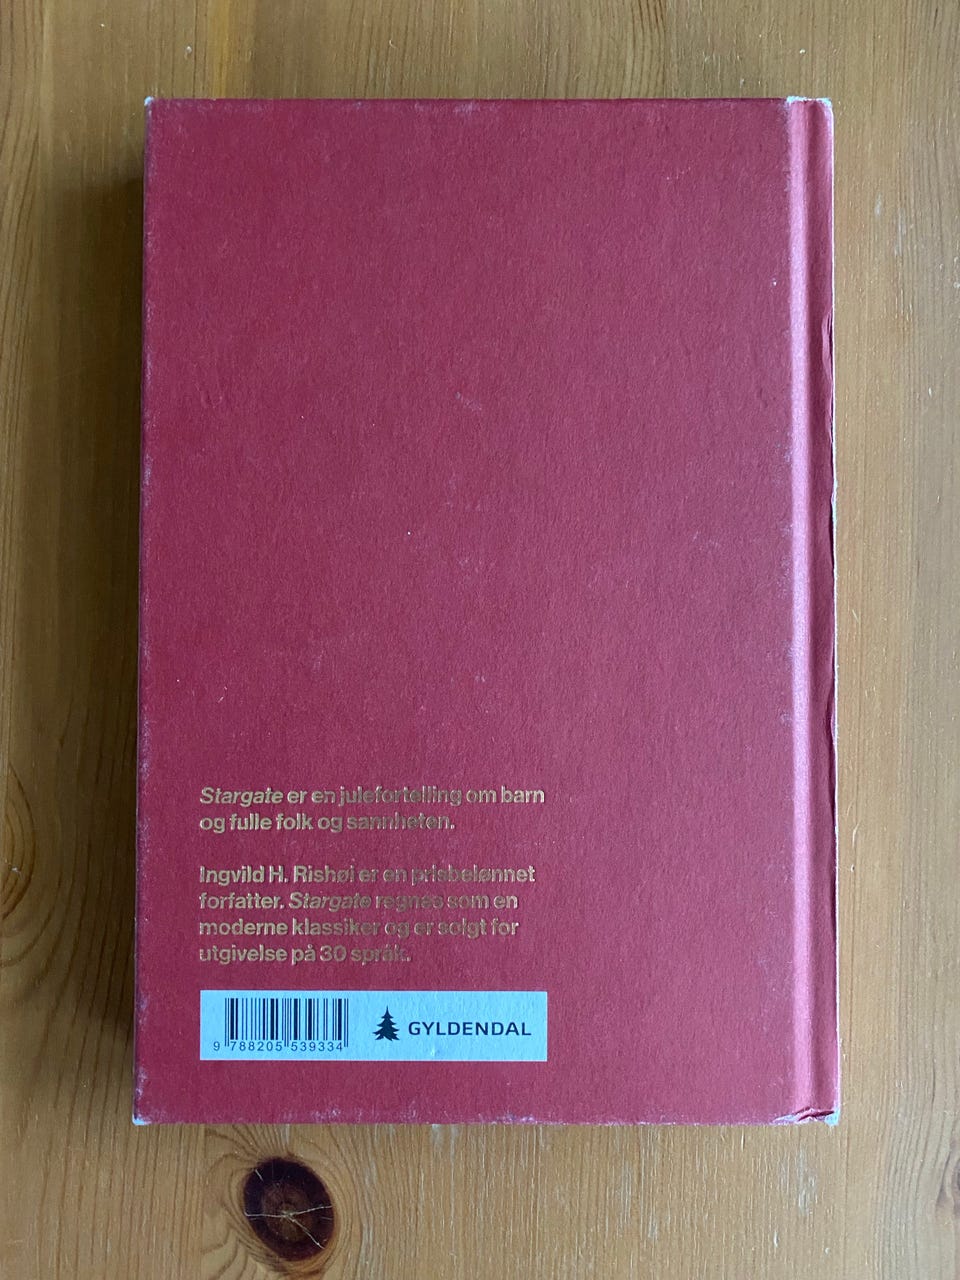 Stargate er en julefortelling om barn
og fulle folk og sannheten.
Ingvild H. Rishøi er en prisbelønnet
forfatter. Stargate regnes som en
moderne klassiker og er solgt for
utgivelse på 30 språk.
9 788205 539334
GYLDENDAL